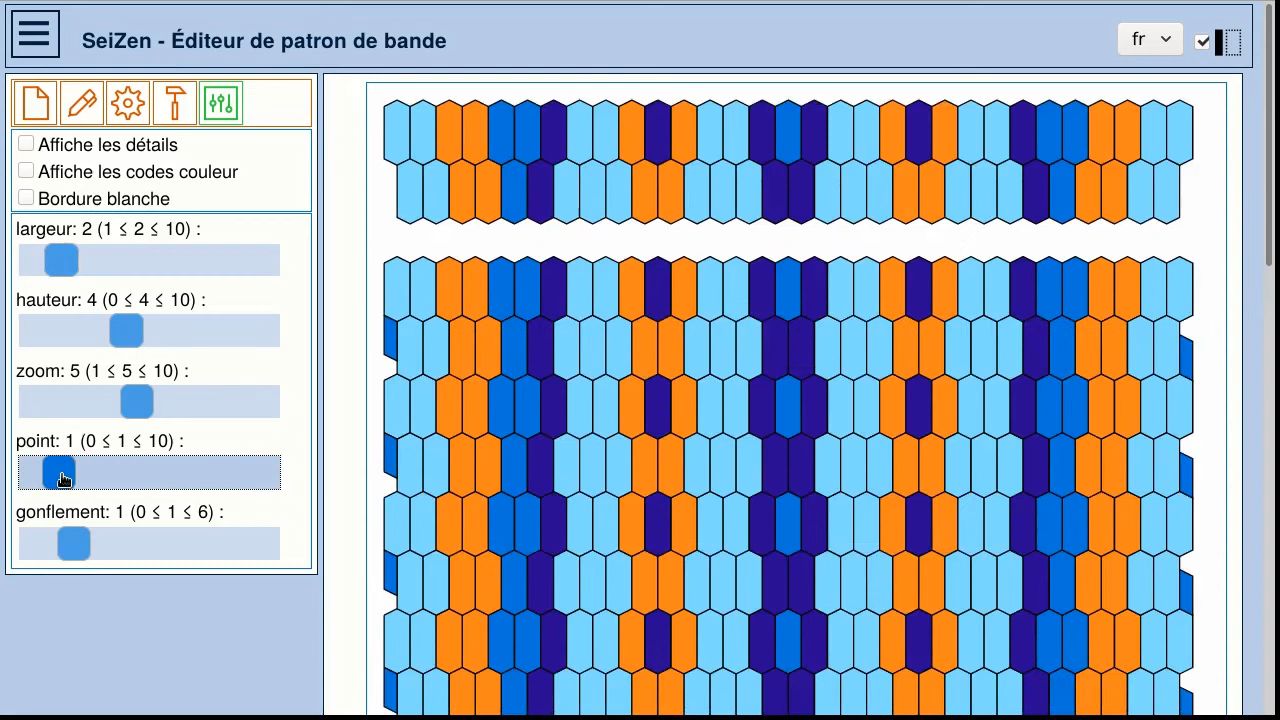 SeiZen - Éditeur de patron de bande
fr
Affiche les détails
Affiche les codes couleur
Bordure blanche
largeur: 2 (1 ≤ 2 ≤ 10) :
hauteur: 4 (0 ≤ 4 ≤ 10) :
zoom: 5 (1 ≤ 5 ≤ 10) :
point: 1 (0 ≤ 1 ≤ 10) :
gonflement: 1 (0 ≤ 1 ≤ 6) :